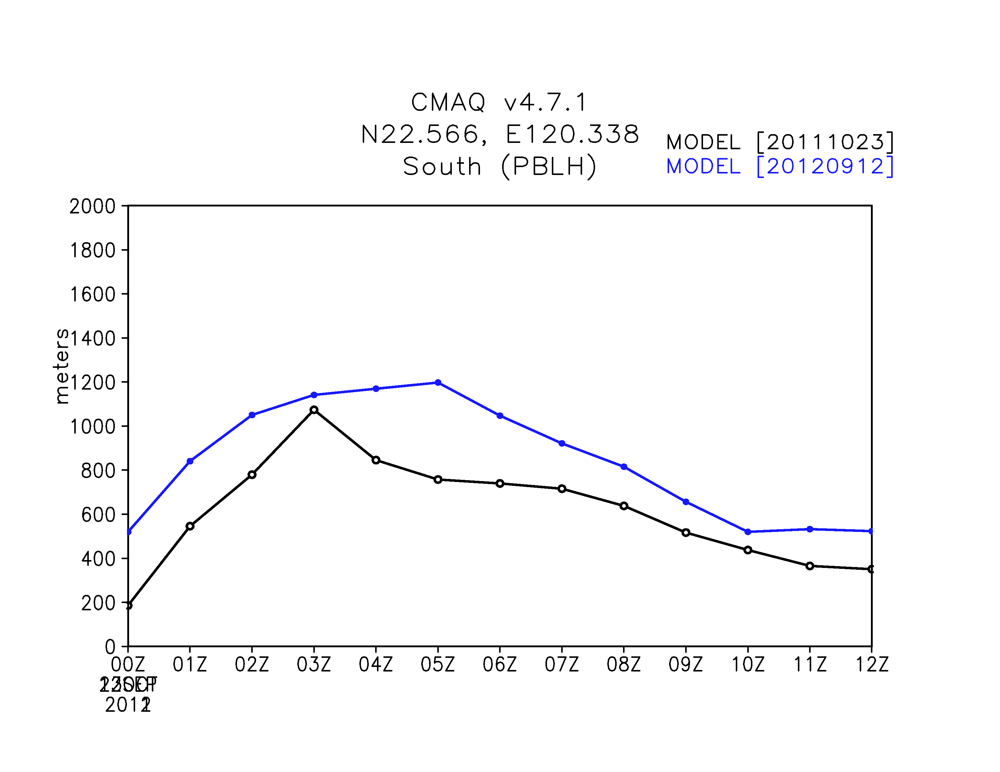 CMAQ v4.7.1
N22.566, E120.338
South (PBLH)
MODEL [20111023]
MODEL [20120912]
meters
2000
1800
1600
1400
1200
1000
800
600
400
200
0
00Z 01Z 02Z 03Z 04Z 05Z 06Z 07Z 08Z 09Z 10Z 11Z 12Z